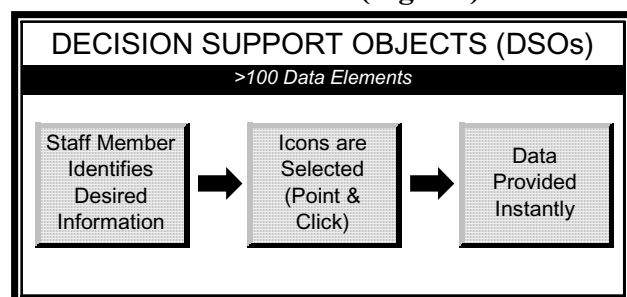 DECISION SUPPORT OBJECTS (DSOs)
>100 Data Elements
Staff Member
Identifies
Desired
Information
Icons are
Selected
(Point &
Click)
Data
Provided
Instantly